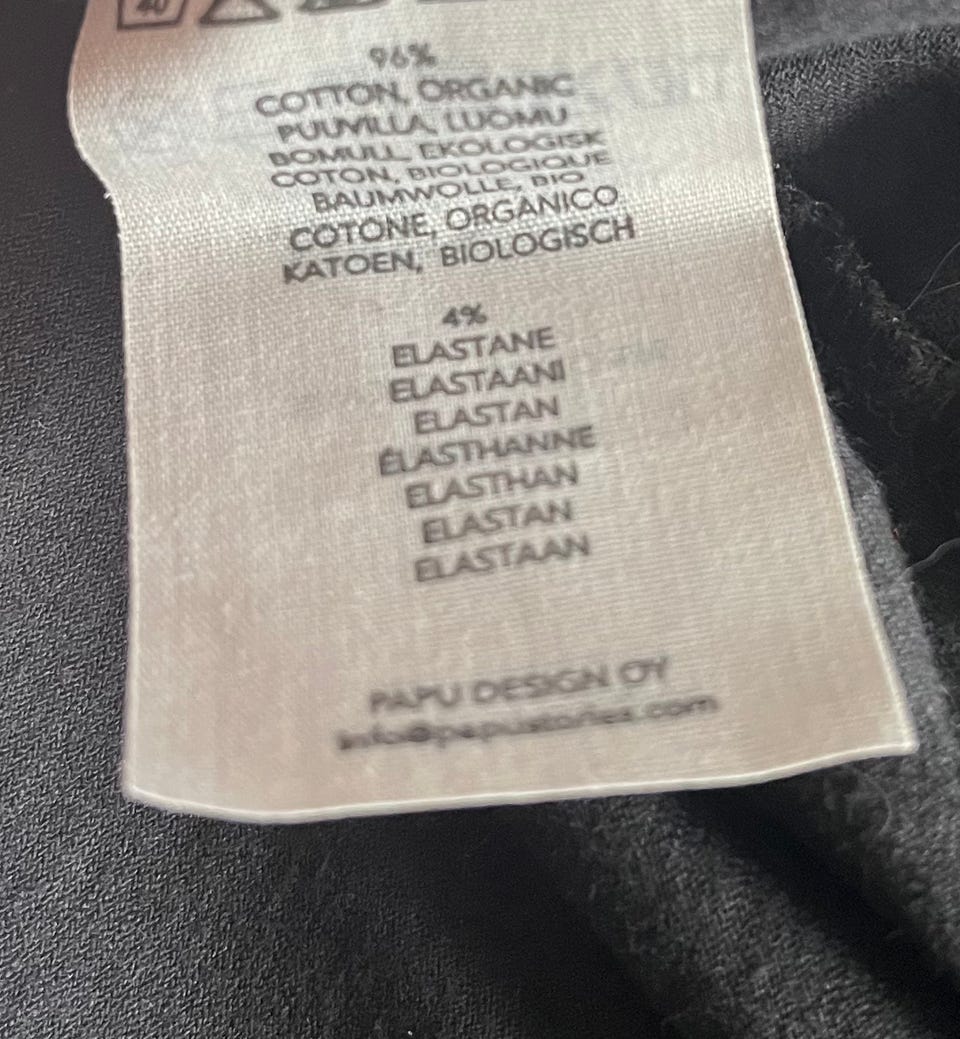 40
96%
COTTON, ORGANIC
PUUVILLA, LUOMU
BOMULL, EKOLOGISK
COTON, BIOLOGIQUE
BAUMWOLLE, BIO
COTONE, ORGANICO
KATOEN, BIOLOGISCH
4%
ELASTANE
ELASTAANI
ELASTAN
ÉLASTHANNE
ELASTHAN
ELASTAN
ELASTAAN
PAPU DESIGN OY
info@papustories.com